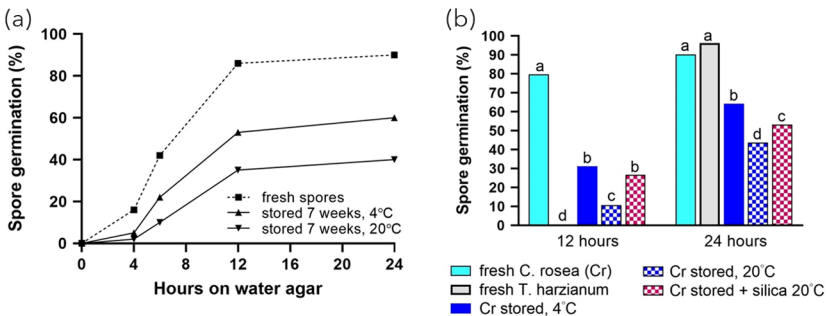 (a)
Spore germination (%)
100
80
60
40
20
0
fresh spores
stored 7 weeks, 4°C
stored 7 weeks, 20°C
0 4 8 12 16 20 24
Hours on water agar
(b)
Spore germination (%)
100
90
80
70
60
50
40
30
20
10
0
a d b c b
a a b d c
12 hours 24 hours
fresh C. rosea (Cr)
fresh T. harzianum
Cr stored, 4°C
Cr stored, 20°C
Cr stored + silica 20°C